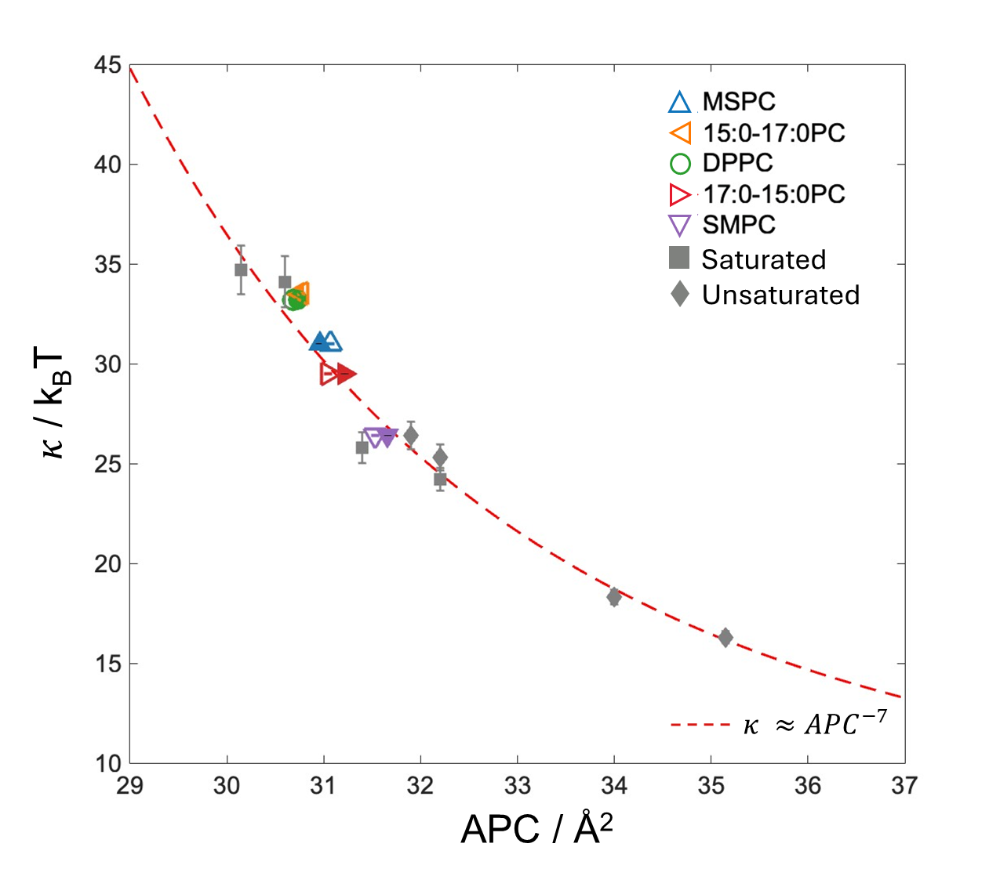 45
40
35
30
25
20
15
10
κ / k_BT
MSPC
15:0-17:0PC
DPPC
17:0-15:0PC
SMPC
Saturated
Unsaturated
κ ≈ APC⁻⁷
29 30 31 32 33 34 35 36 37
APC / Å²